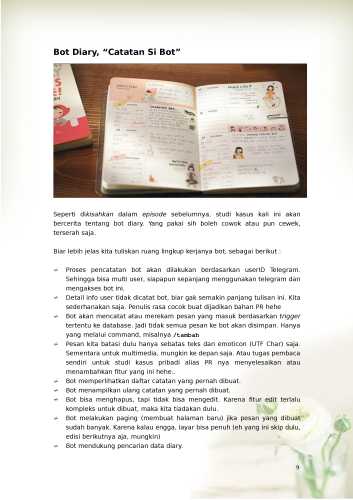 Bot Diary, “Catatan Si Bot”
Seperti dikisahkan dalam episode sebelumnya, studi kasus kali ini akan
bercerita tentang bot diary. Yang pakai sih boleh cowok atau pun cewek,
terserah saja.
Biar lebih jelas kita tuliskan ruang lingkup kerjanya bot, sebagai berikut :
Proses pencatatan bot akan dilakukan berdasarkan userID Telegram.
Sehingga bisa multi user, siapapun sepanjang menggunakan telegram dan
mengakses bot ini.
Detail info user tidak dicatat bot, biar gak semakin panjang tulisan ini. Kita
sederhanakan saja. Penulis rasa cocok buat dijadikan bahan PR hehe
Bot akan mencatat atau merekam pesan yang masuk berdasarkan trigger
tertentu ke database. Jadi tidak semua pesan ke bot akan disimpan. Hanya
yang melalui command, misalnya /tambah
Pesan kita batasi dulu hanya sebatas teks dan emoticon (UTF Char) saja.
Sementara untuk multimedia, mungkin ke depan saja. Atau tugas pembaca
sendiri untuk studi kasus pribadi alias PR nya menyelesaikan atau
menambahkan fitur yang ini hehe..
Bot memperlihatkan daftar catatan yang pernah dibuat.
Bot menampilkan ulang catatan yang pernah dibuat.
Bot bisa menghapus, tapi tidak bisa mengedit. Karena fitur edit terlalu
kompleks untuk dibuat, maka kita tiadakan dulu.
Bot melakukan paging (membuat halaman baru) jika pesan yang dibuat
sudah banyak. Karena kalau engga, layar bisa penuh (eh yang ini skip dulu,
edisi berikutnya aja, mungkin)
Bot mendukung pencarian data diary.
9